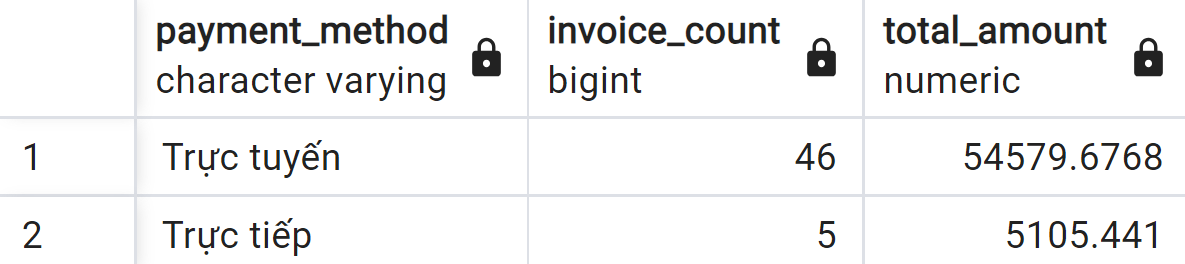 payment_method invoice_count total_amount
character varying bigint numeric
1 Trực tuyến 46 54579.6768
2 Trực tiếp 5 5105.441